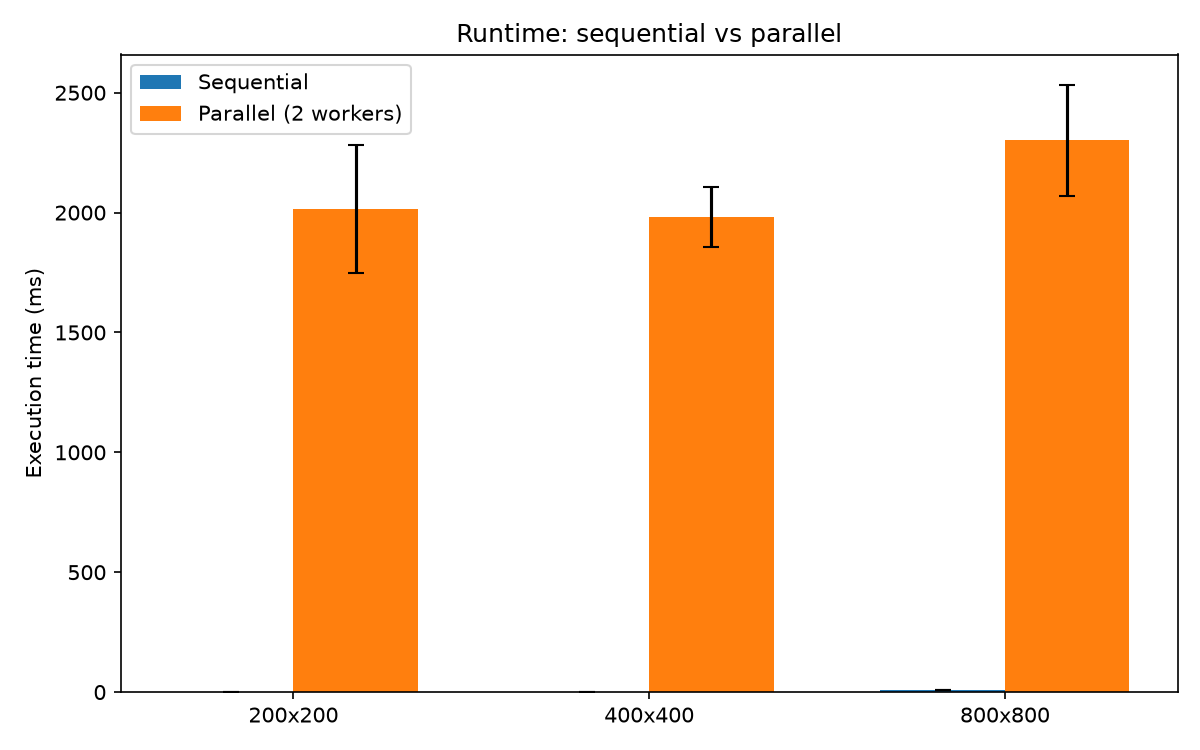 Runtime: sequential vs parallel
Sequential
Parallel (2 workers)
Execution time (ms)
2500
2000
1500
1000
500
0
200x200
400x400
800x800